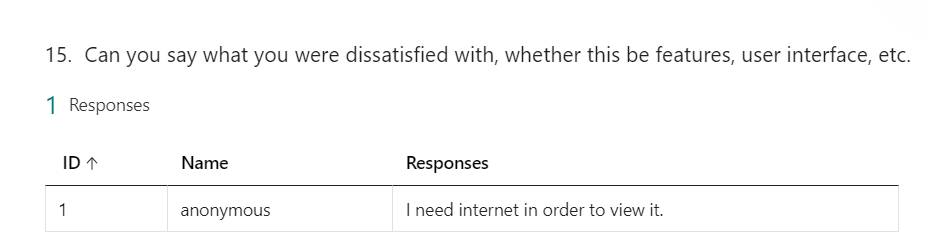 15. Can you say what you were dissatisfied with, whether this be features, user interface, etc.
1 Responses
ID ↑ Name Responses
1 anonymous I need internet in order to view it.